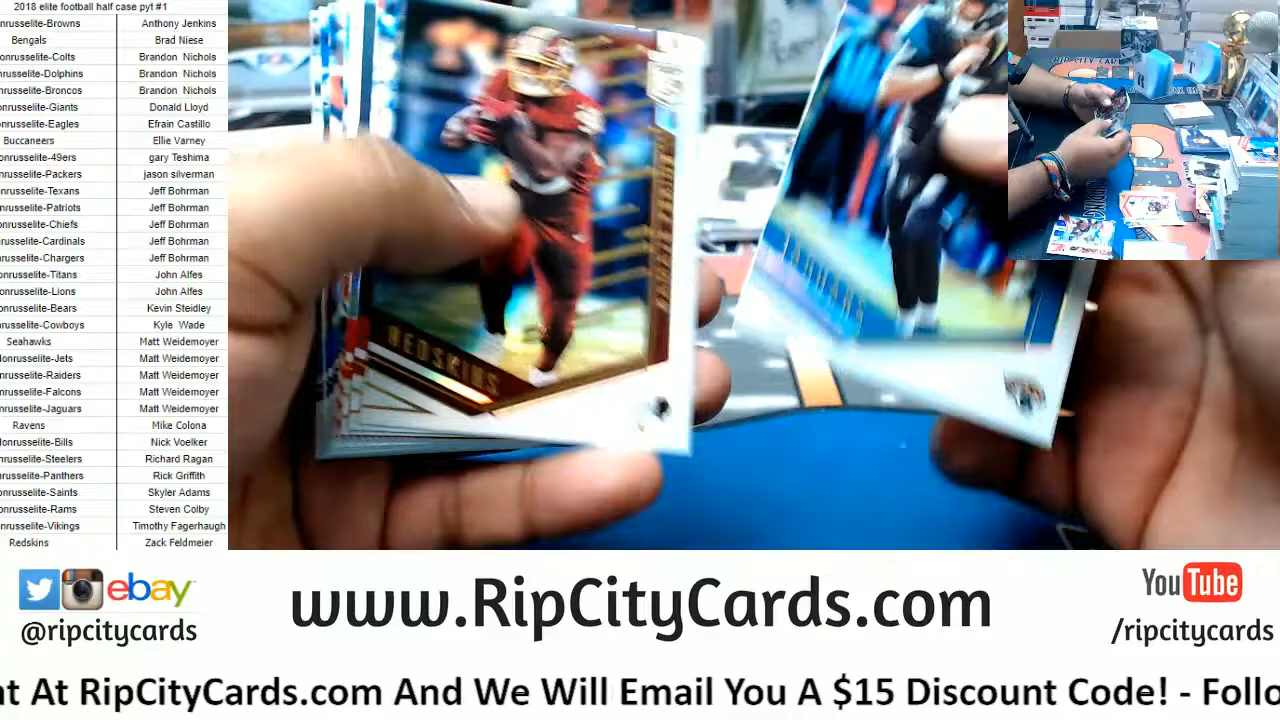 2018 elite football half case pyt #1
onrusselite-Browns Anthony Jenkins
Bengals Brad Niese
onrusselite-Colts Brandon Nichols
onrusselite-Dolphins Brandon Nichols
onrusselite-Broncos Brandon Nichols
onrusselite-Giants Donald Lloyd
onrusselite-Eagles Efrain Castillo
Buccaneers Ellie Varney
onrusselite-49ers gary Teshima
onrusselite-Packers jason silverman
onrusselite-Texans Jeff Bohrman
onrusselite-Patriots Jeff Bohrman
onrusselite-Chiefs Jeff Bohrman
onrusselite-Cardinals Jeff Bohrman
onrusselite-Chargers Jeff Bohrman
onrusselite-Titans John Alfes
onrusselite-Lions John Alfes
onrusselite-Bears Kevin Steidley
onrusselite-Cowboys Kyle Wade
Seahawks Matt Weidemoyer
onrusselite-Jets Matt Weidemoyer
onrusselite-Raiders Matt Weidemoyer
onrusselite-Falcons Matt Weidemoyer
onrusselite-Jaguars Matt Weidemoyer
Ravens Mike Colona
onrusselite-Bills Nick Voelker
onrusselite-Steelers Richard Ragan
nrusselite-Panthers Rick Griffith
onrusselite-Saints Skyler Adams
onrusselite-Rams Steven Colby
nrusselite-Vikings Timothy Fagerhaugh
Redskins Zack Feldmeier
REDSKINS
JAGUARS
ebay
@ripcitycards
www.RipCityCards.com
YouTube
/ripcitycards
at At RipCityCards.com And We Will Email You A $15 Discount Code! - Follo